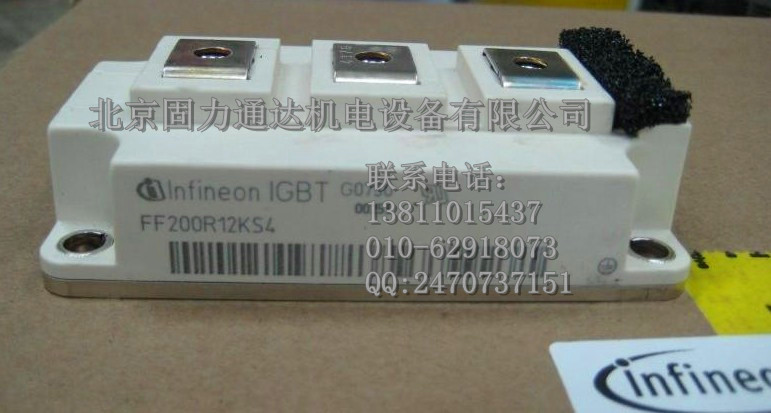 北京固力通达机电设备有限公司
Infineon IGBT
FF200R12KS4
联系电话:
13811015437
010-62918073
QQ:2470737151
infineon